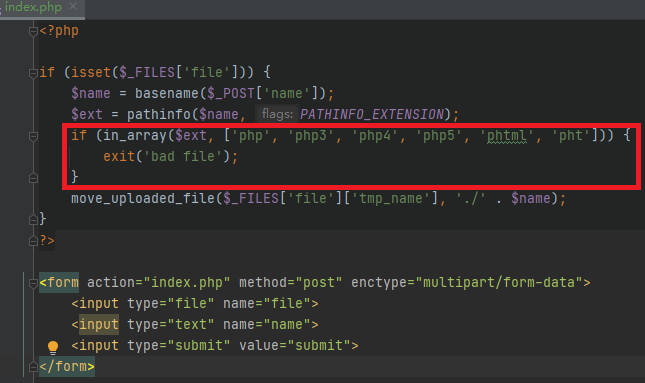 index.php ×
<?php
if (isset($_FILES['file'])) {
$name = basename($_POST['name']);
$ext = pathinfo($name, flags: PATHINFO_EXTENSION);
if (in_array($ext, ['php', 'php3', 'php4', 'php5', 'phtml', 'pht'])) {
exit('bad file');
}
move_uploaded_file($_FILES['file']['tmp_name'], './' . $name);
}
?>
<form action="index.php" method="post" enctype="multipart/form-data">
<input type="file" name="file">
<input type="text" name="name">
<input type="submit" value="submit">
</form>